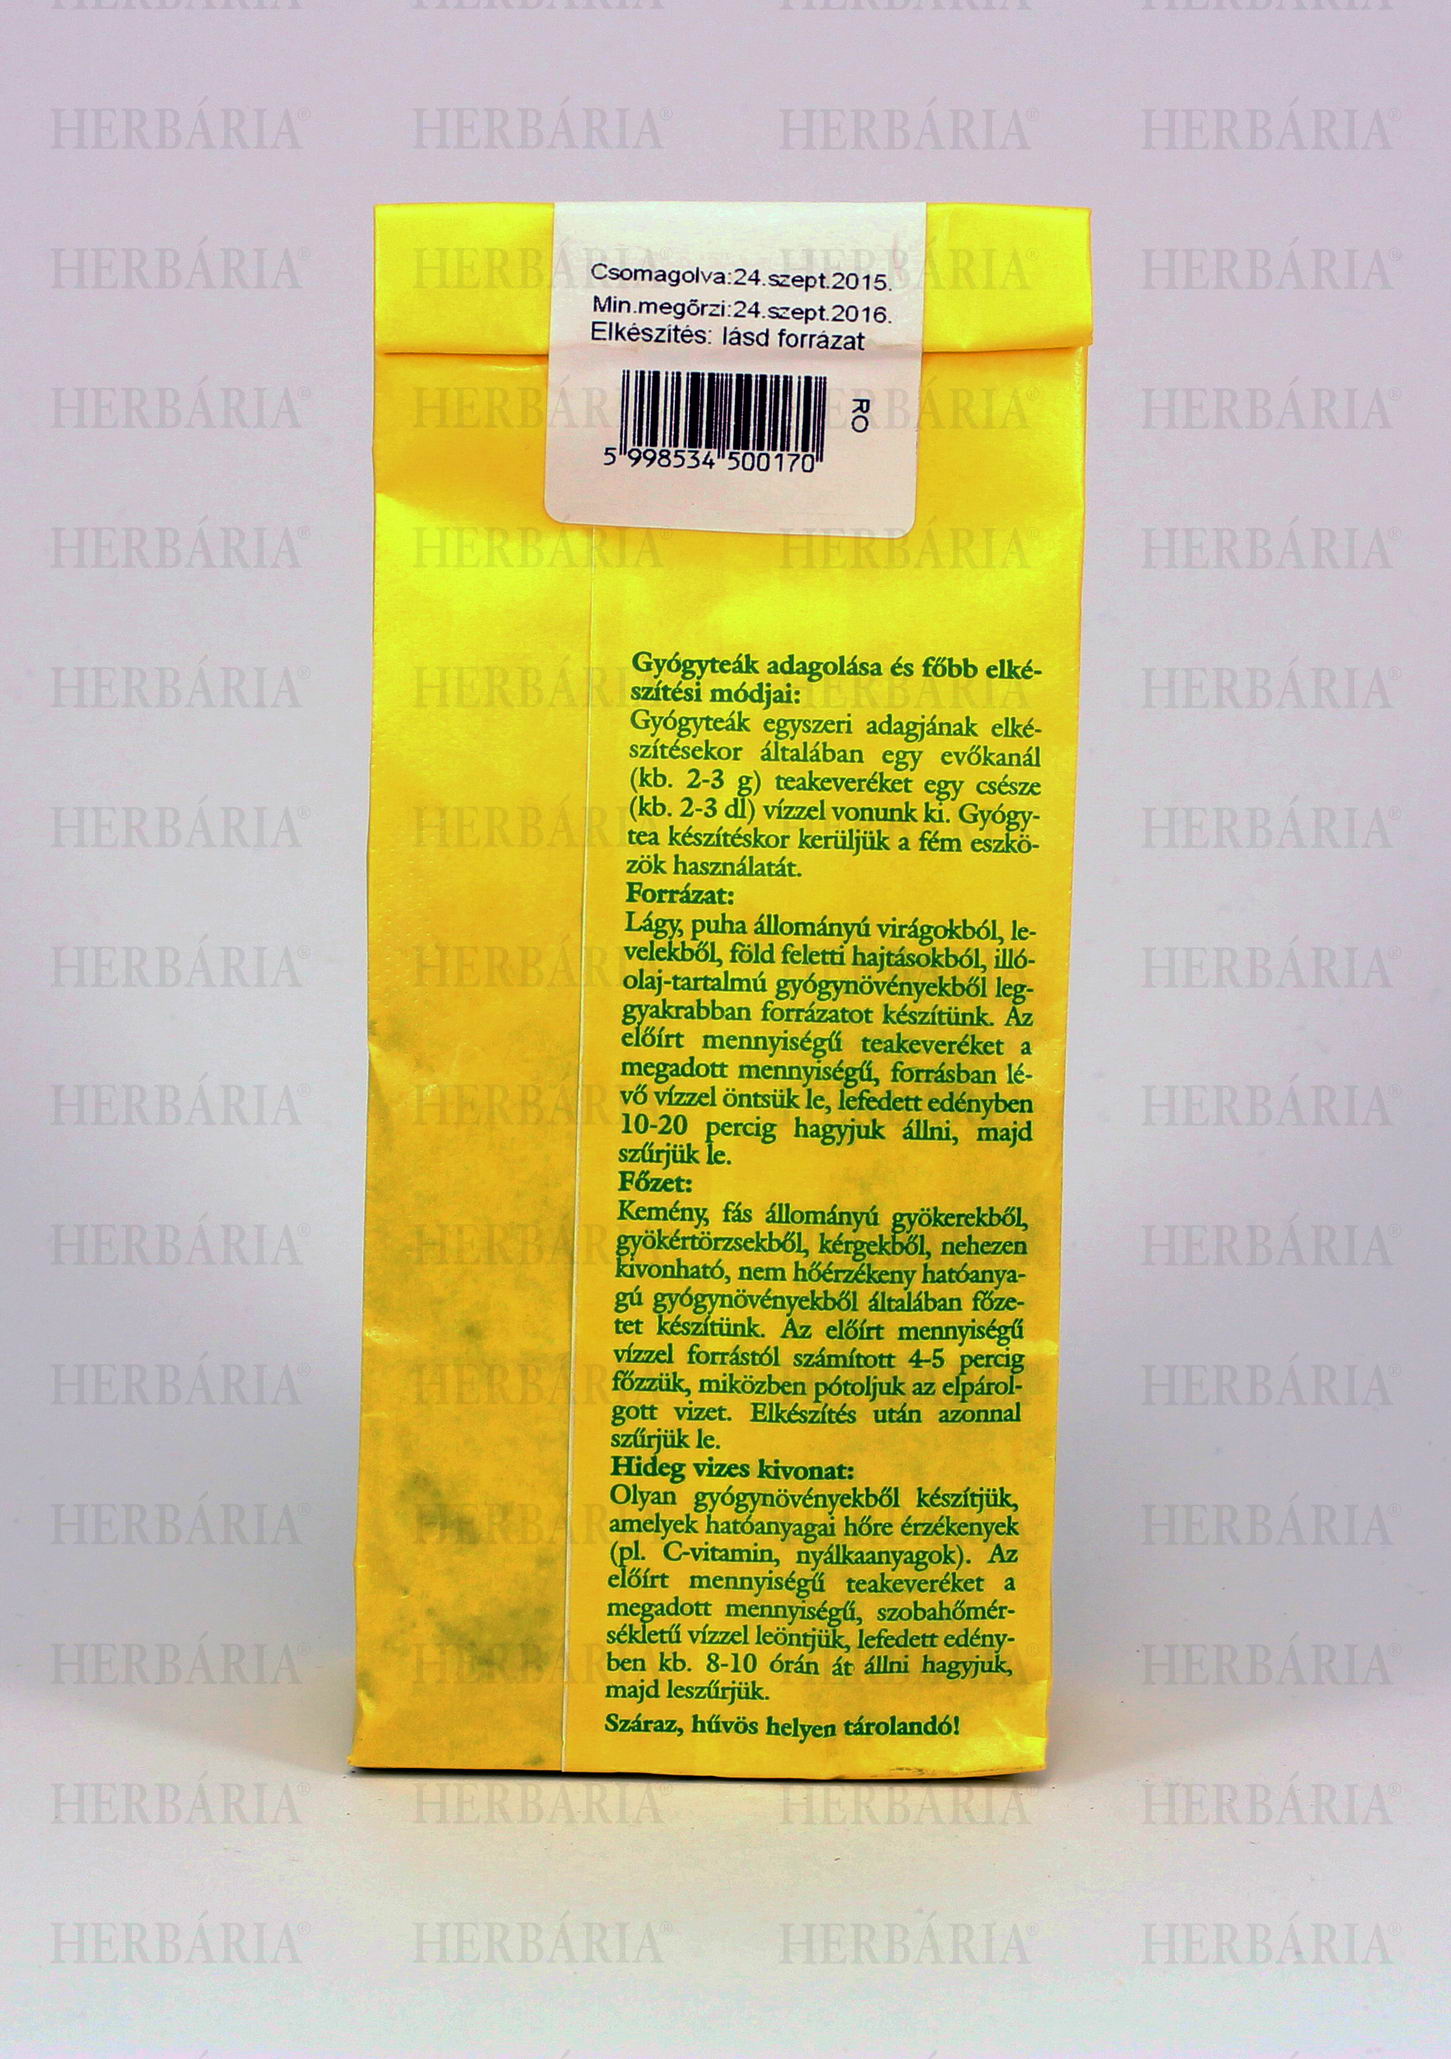 Csomagolva:24.szept.2015.
Min.megőrzi:24.szept.2016.
Elkészítés: lásd forrázat
RO
5 998534 500170
Gyógyteák adagolása és főbb elké-
szítési módjai:
Gyógyteák egyszeri adagjának elké-
szítésekor általában egy evőkanál
(kb. 2-3 g) teakeveréket egy csésze
(kb. 2-3 dl) vízzel vonunk ki. Gyógy-
tea készítéskor kerüljük a fém eszkö-
zök használatát.
Forrázat:
Lágy, puha állományú virágokból, le-
velekből, föld feletti hajtásokból, illó-
olaj-tartalmú gyógynövényekből leg-
gyakrabban forrázatot készítünk. Az
előírt mennyiségű teakeveréket a
megadott mennyiségű, forrásban lé-
vő vízzel öntsük le, lefedett edényben
10-20 percig hagyjuk állni, majd
szűrjük le.
Főzet:
Kemény, fás állományú gyökerekből,
gyökértörzsekből, kérgekből, nehezen
kivonható, nem hőérzékeny hatóanya-
gú gyógynövényekből általában főze-
tet készítünk. Az előírt mennyiségű
vízzel forrástól számított 4-5 percig
főzzük, miközben pótoljuk az elpárol-
gott vizet. Elkészítés után azonnal
szűrjük le.
Hideg vizes kivonat:
Olyan gyógynövényekből készítjük,
amelyek hatóanyagai hőre érzékenyek
(pl. C-vitamin, nyálkaanyagok). Az
előírt mennyiségű teakeveréket a
megadott mennyiségű, szobahőmér-
sékletű vízzel leöntjük, lefedett edény-
ben kb. 8-10 órán át állni hagyjuk,
majd leszűrjük.
Száraz, hűvös helyen tárolandó!
HERBÁRIA®